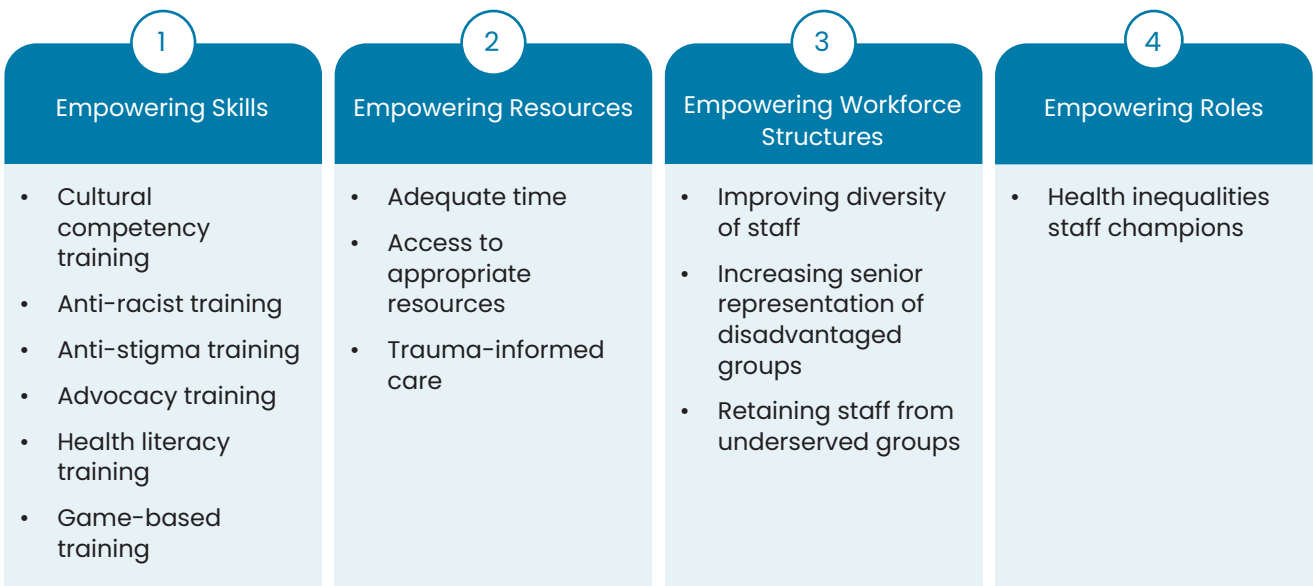 1
Empowering Skills
• Cultural
competency
training
• Anti-racist training
• Anti-stigma training
• Advocacy training
• Health literacy
training
• Game-based
training
2
Empowering Resources
• Adequate time
• Access to
appropriate
resources
• Trauma-informed
care
3
Empowering Workforce
Structures
• Improving diversity
of staff
• Increasing senior
representation of
disadvantaged
groups
• Retaining staff from
underserved groups
4
Empowering Roles
• Health inequalities
staff champions